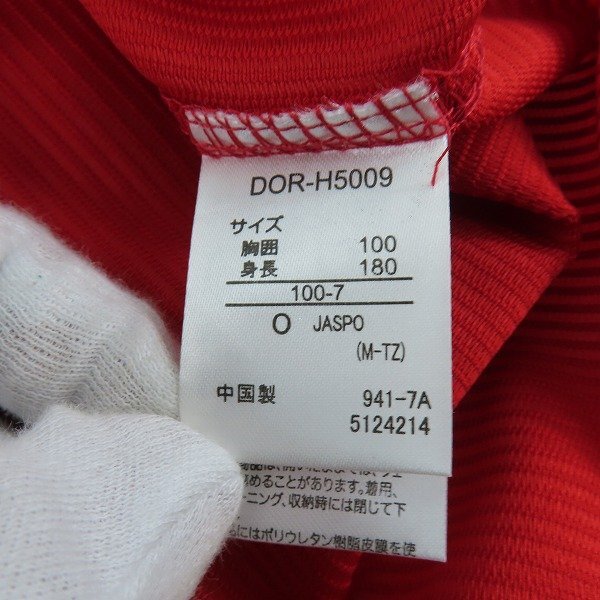 DOR-H5009
サイズ
胸囲 100
身長 180
100-7
O JASPO
(M-TZ)
中国製 941-7A
5124214
めることがあります。着用、
ーニング、収納時には閉じて下
にはポリウレタン樹脂皮膜を使